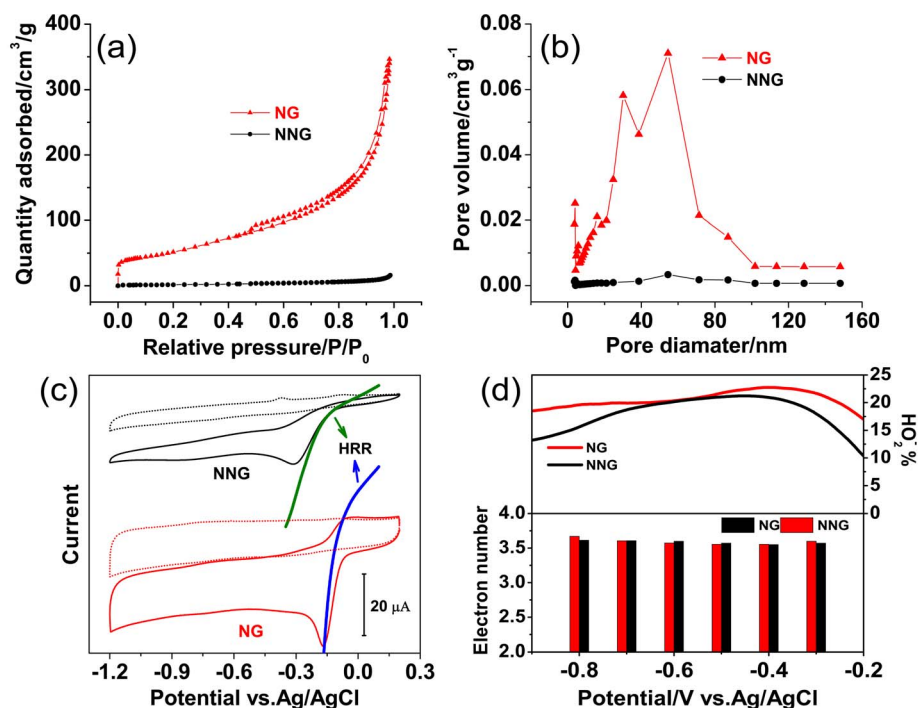 (a)
Quantity adsorbed/cm³/g
400
350
300
200
100
0
NG
NNG
0.0 0.2 0.4 0.6 0.8 1.0
Relative pressure/P/P₀
(b)
Pore volume/cm³g⁻¹
0.08
0.06
0.04
0.02
0.00
NG
NNG
0 40 80 120 160
Pore diamater/nm
(c)
Current
NNG
HRR
NG
20 μA
-1.2 -0.9 -0.6 -0.3 0.0 0.3
Potential vs.Ag/AgCl
(d)
NG
NNG
25
20
15
10
5
0
HO₂⁻%
Electron number
4.0
3.5
3.0
2.5
2.0
NG NNG
-0.8 -0.6 -0.4 -0.2
Potential/V vs.Ag/AgCl